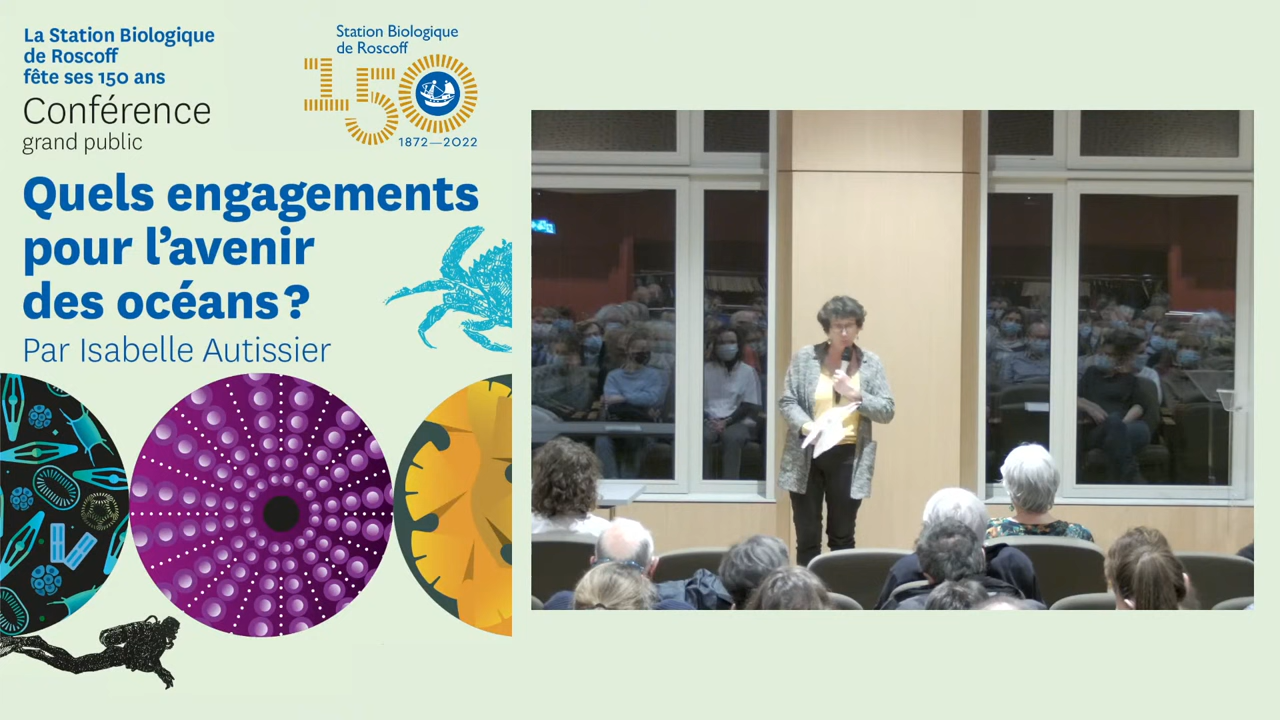 La Station Biologique
de Roscoff
fête ses 150 ans
Conférence
grand public
Station Biologique
de Roscoff
150
1872—2022
Quels engagements
pour l'avenir
des océans ?
Par Isabelle Autissier